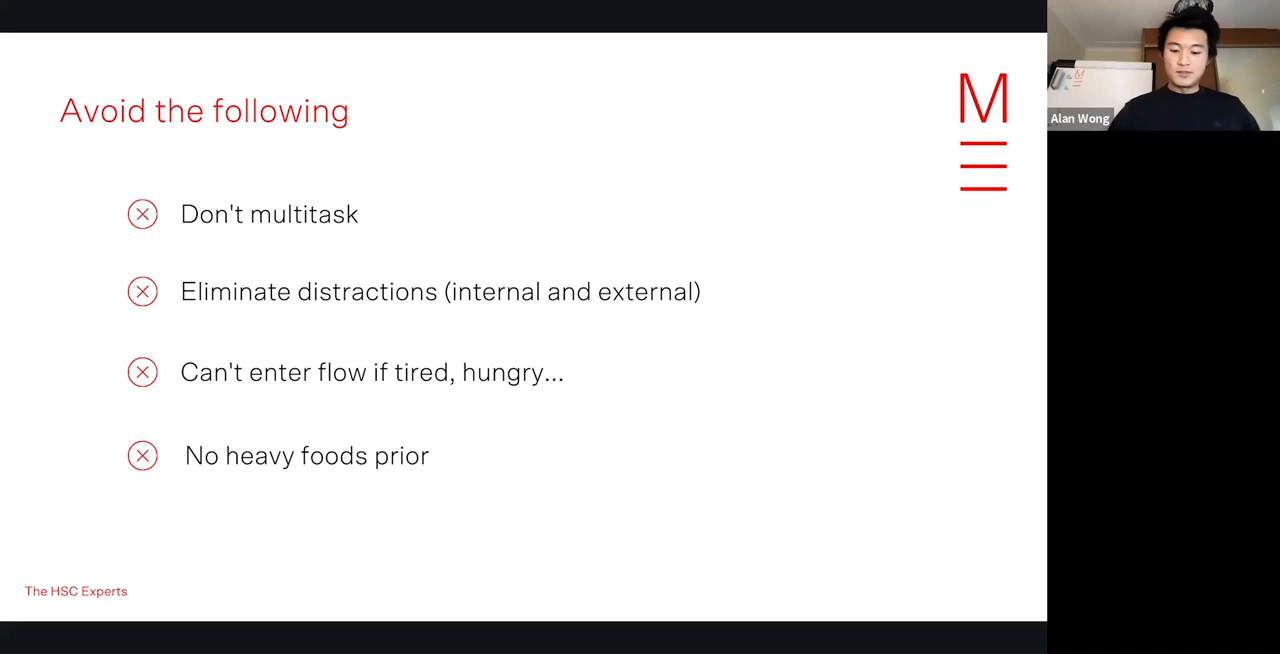 Avoid the following
M
Don't multitask
Eliminate distractions (internal and external)
Can't enter flow if tired, hungry...
No heavy foods prior
The HSC Experts
M
Alan Wong